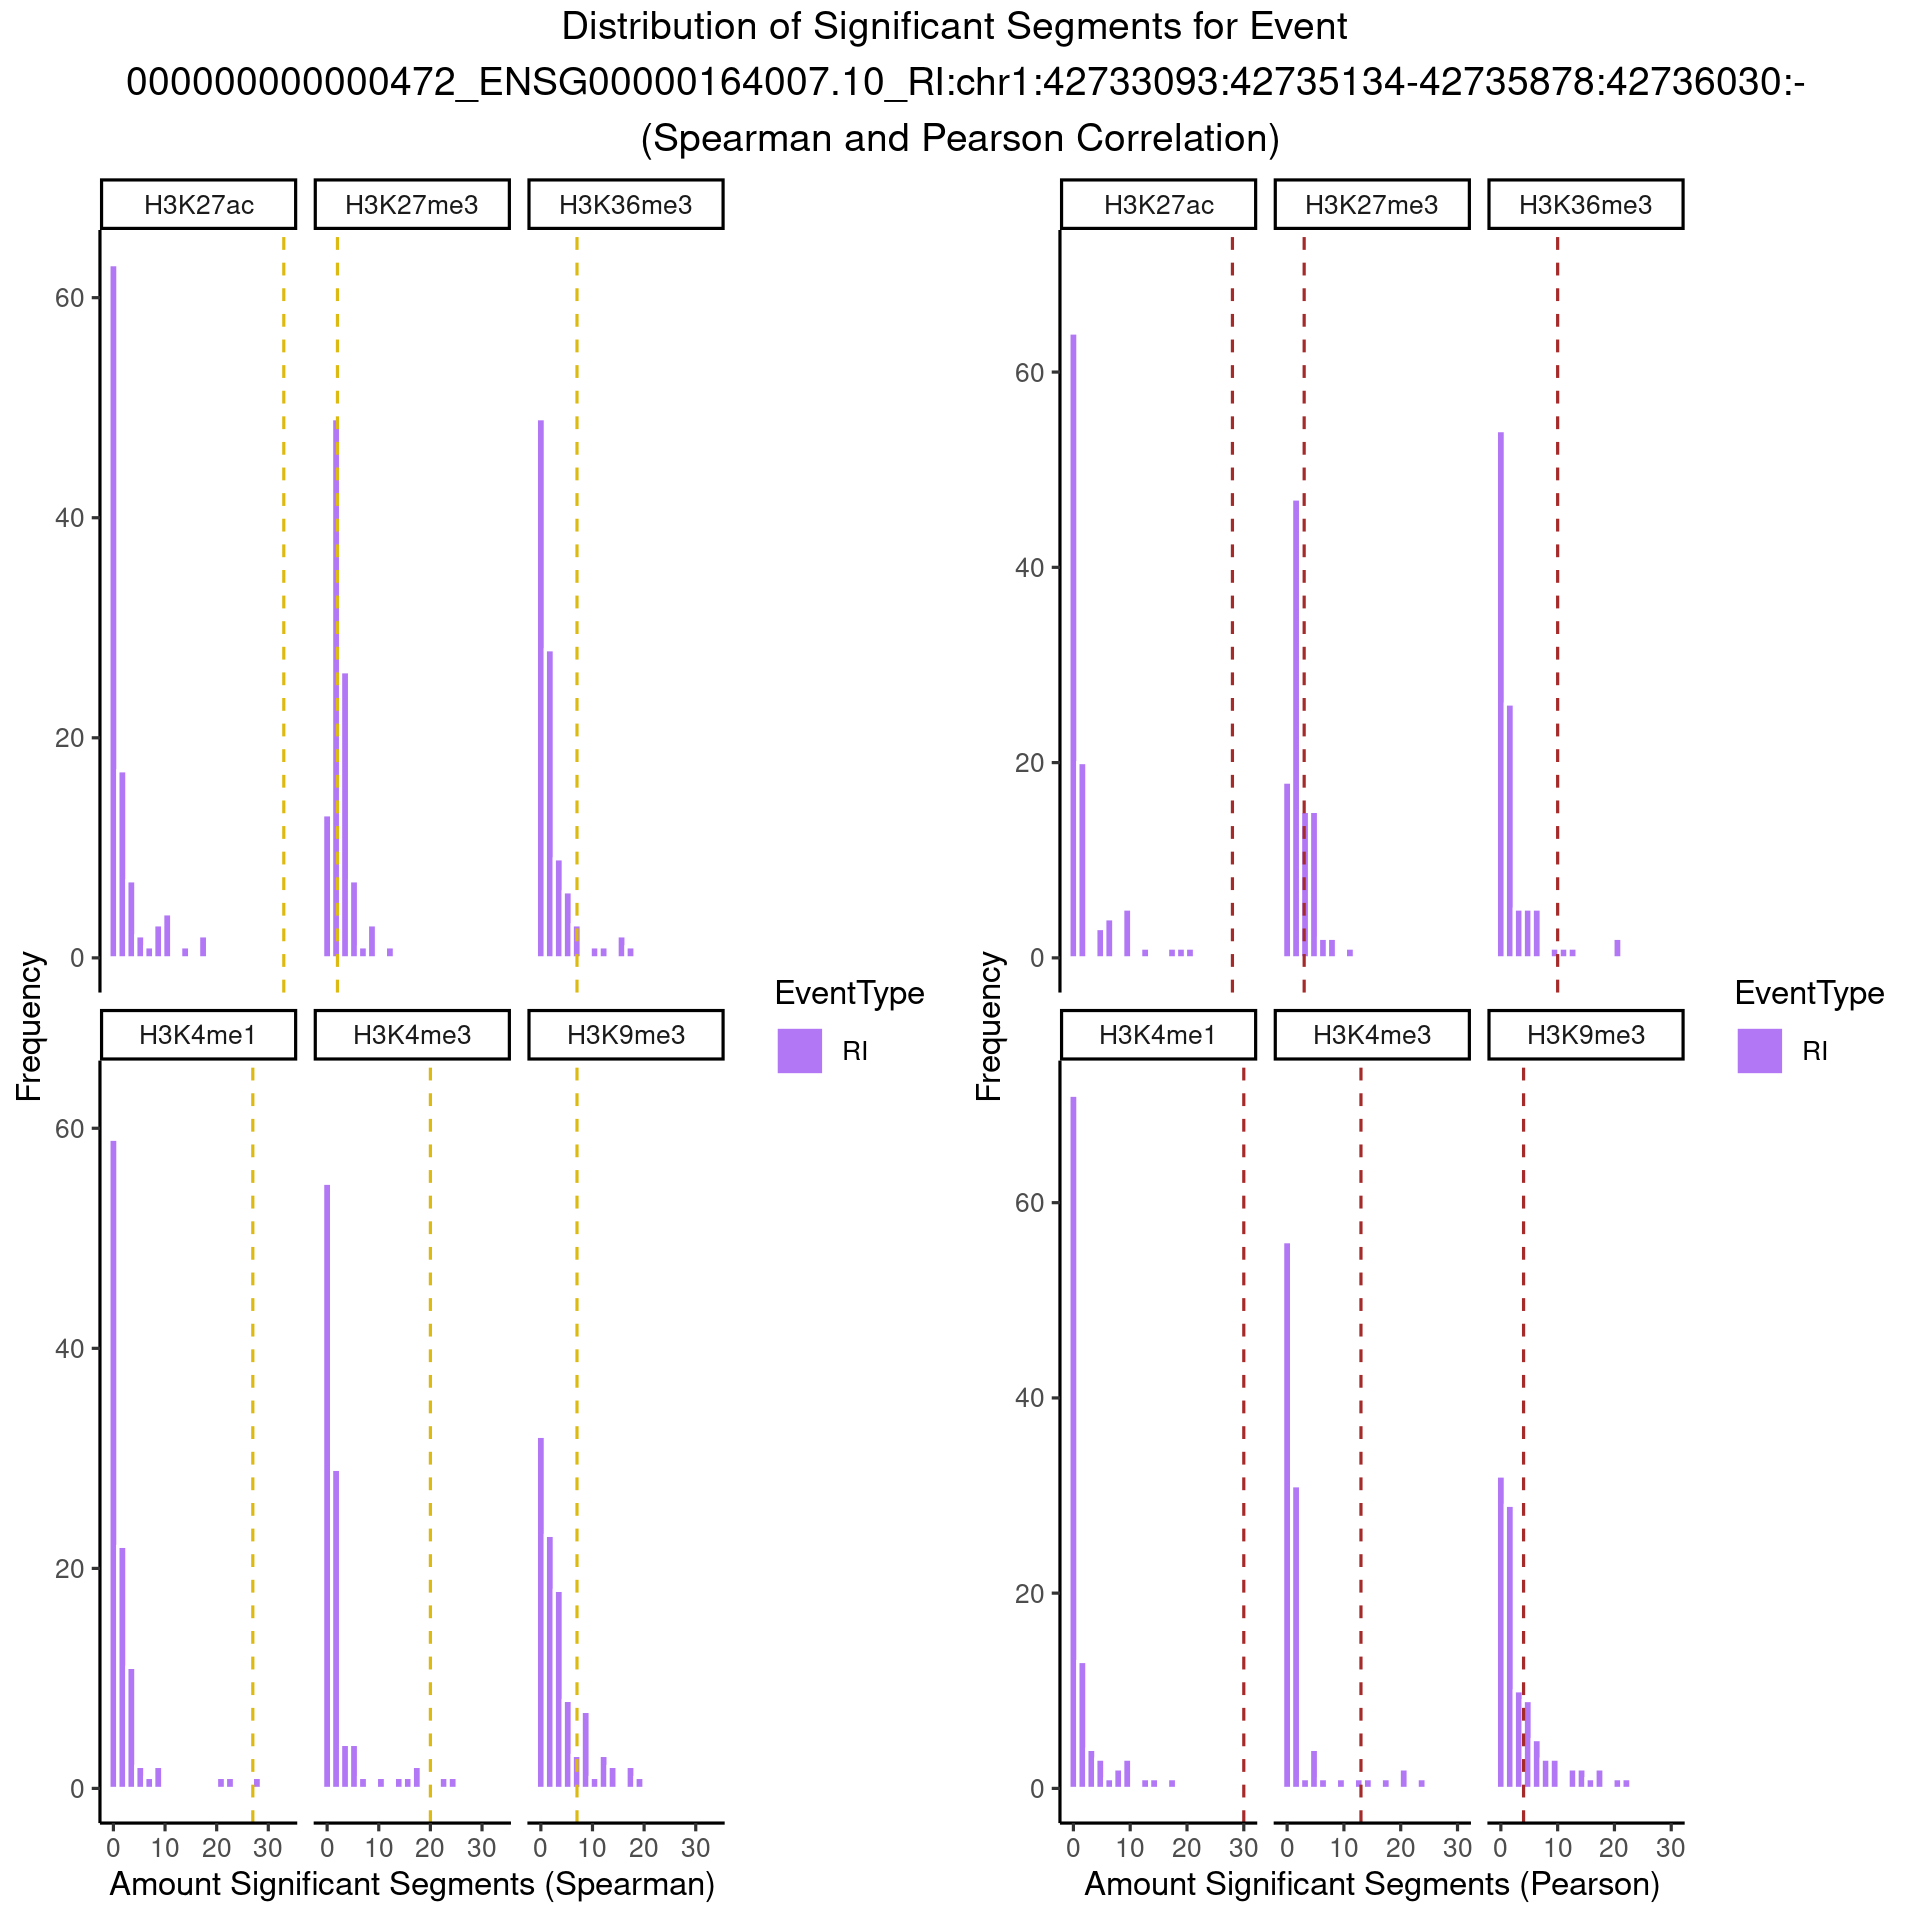 Distribution of Significant Segments for Event
000000000000472_ENSG00000164007.10_RI:chr1:42733093:42735134-42735878:42736030:-
(Spearman and Pearson Correlation)
H3K27ac
H3K27me3
H3K36me3
60
40
20
0
H3K4me1
H3K4me3
H3K9me3
60
40
20
0
0 10 20 30
0 10 20 30
0 10 20 30
Frequency
Amount Significant Segments (Spearman)
EventType
RI
H3K27ac
H3K27me3
H3K36me3
60
40
20
0
H3K4me1
H3K4me3
H3K9me3
60
40
20
0
0 10 20 30
0 10 20 30
0 10 20 30
Frequency
Amount Significant Segments (Pearson)
EventType
RI